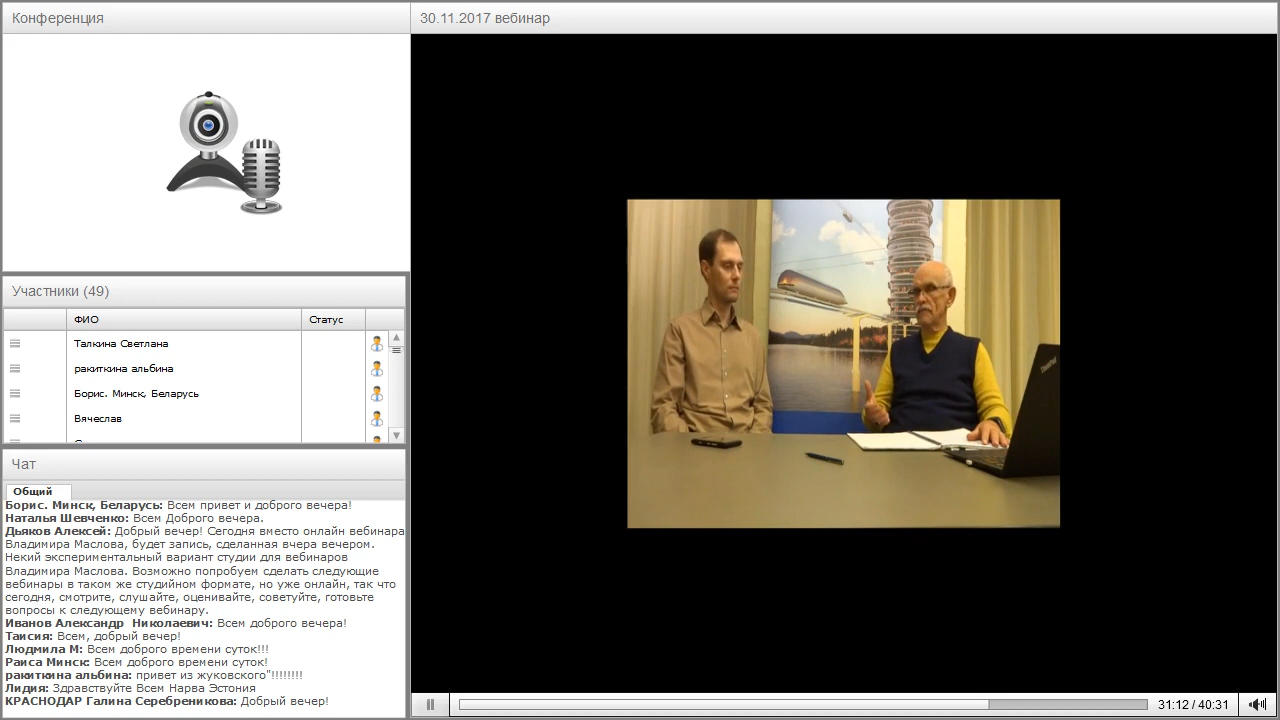 Конференция
30.11.2017 вебинар
Участники (49)
ФИО
Статус
Талкина Светлана
ракиткина альбина
Борис. Минск, Беларусь
Вячеслав
Чат
Общий
Борис. Минск, Беларусь: Всем привет и доброго вечера!
Наталья Шевченко: Всем Доброго вечера.
Дьяков Алексей: Добрый вечер! Сегодня вместо онлайн вебинара
Владимира Маслова, будет запись, сделанная вчера вечером.
Некий экспериментальный вариант студии для вебинаров
Владимира Маслова. Возможно попробуем сделать следующие
вебинары в таком же студийном формате, но уже онлайн, так что
сегодня, смотрите, слушайте, оценивайте, советуйте, готовьте
вопросы к следующему вебинару.
Иванов Александр  Николаевич: Всем доброго вечера!
Таисия: Всем, добрый вечер!
Людмила М: Всем доброго времени суток!!!
Раиса Минск: Всем доброго времени суток!
ракиткина альбина: привет из жуковского"!!!!!!!!
Лидия: Здравствуйте Всем Нарва Эстония
КРАСНОДАР Галина Серебреникова: Добрый вечер!
ThinkPad
31:12 / 40:31